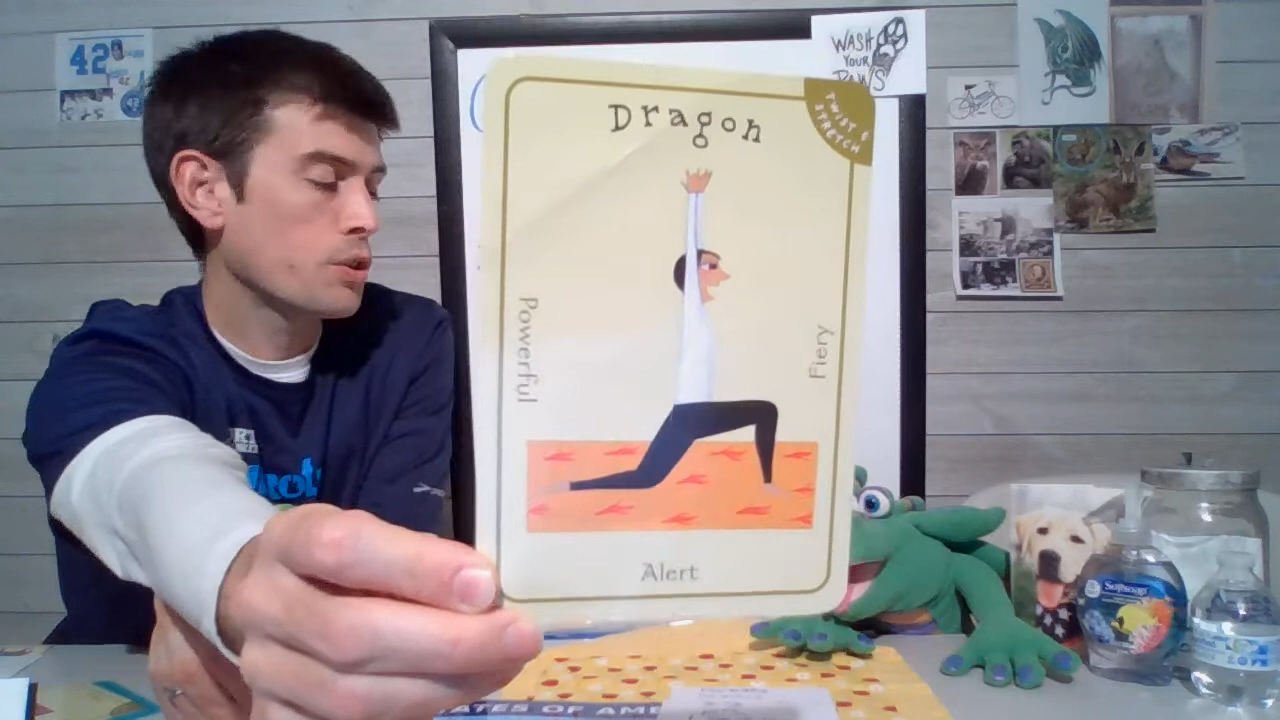 42
WASH
YOUR
PAWS
Dragon
TWIST &
STRETCH
Powerful
Fiery
Alert
Softsoap